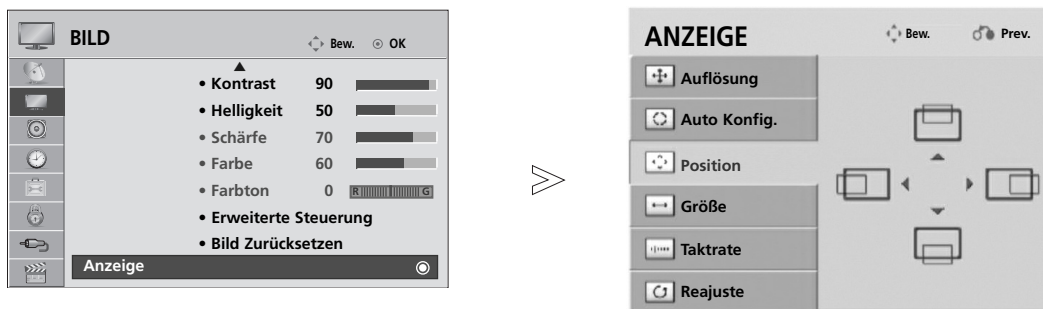 BILD
Bew. OK
• Kontrast 90
• Helligkeit 50
• Schärfe 70
• Farbe 60
• Farbton 0 R G
• Erweiterte Steuerung
• Bild Zurücksetzen
Anzeige
ANZEIGE
Bew. Prev.
Auflösung
Auto Konfig.
Position
Größe
Taktrate
Reajuste